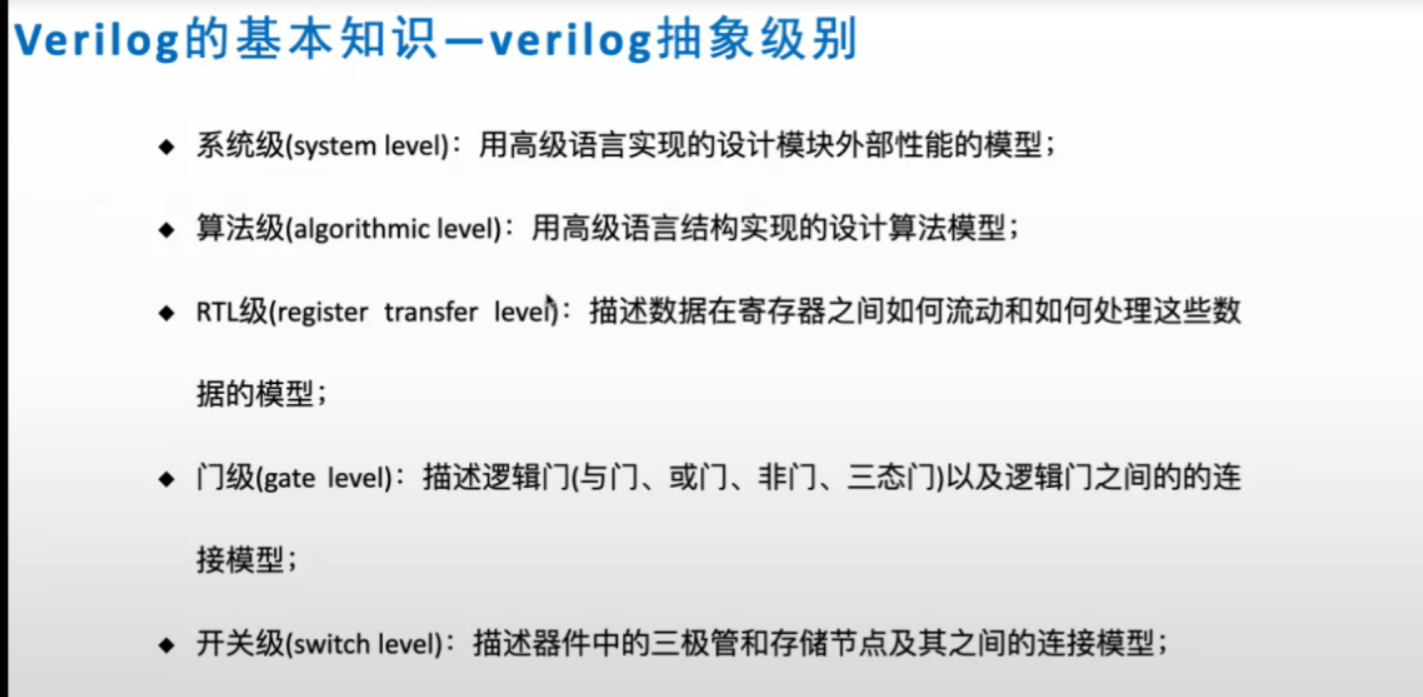 Verilog的基本知识—verilog抽象级别
◆ 系统级(system level)：用高级语言实现的设计模块外部性能的模型；
◆ 算法级(algorithmic level)：用高级语言结构实现的设计算法模型；
◆ RTL级(register transfer level)：描述数据在寄存器之间如何流动和如何处理这些数
据的模型；
◆ 门级(gate level)：描述逻辑门(与门、或门、非门、三态门)以及逻辑门之间的的连
接模型；
◆ 开关级(switch level)：描述器件中的三极管和存储节点及其之间的连接模型；